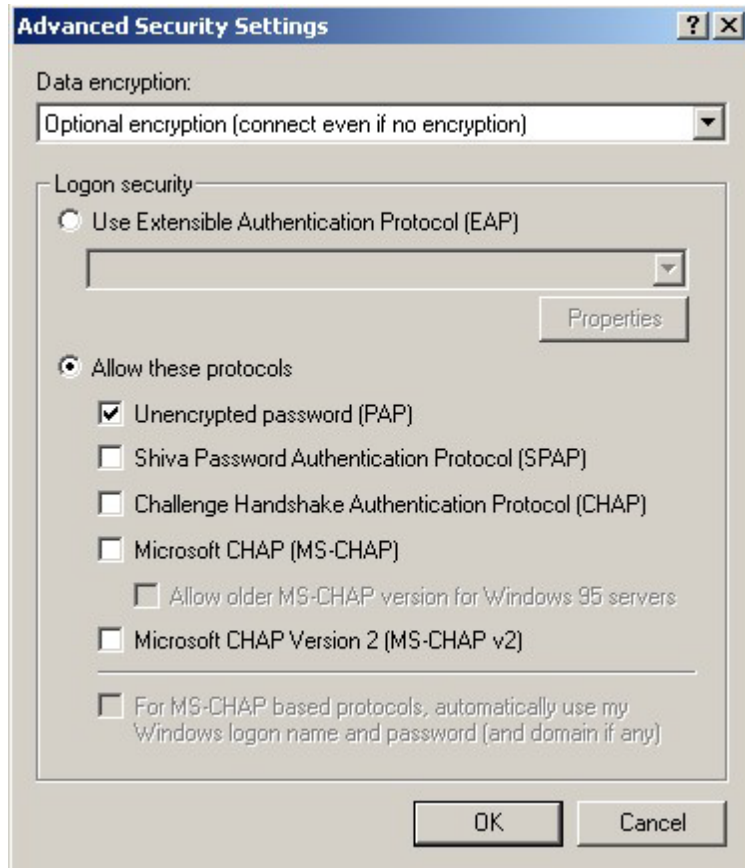 Advanced Security Settings
Data encryption:
Optional encryption (connect even if no encryption)
Logon security
Use Extensible Authentication Protocol (EAP)
Properties
Allow these protocols
Unencrypted password (PAP)
Shiva Password Authentication Protocol (SPAP)
Challenge Handshake Authentication Protocol (CHAP)
Microsoft CHAP (MS-CHAP)
Allow older MS-CHAP version for Windows 95 servers
Microsoft CHAP Version 2 (MS-CHAP v2)
For MS-CHAP based protocols, automatically use my
Windows logon name and password (and domain if any)
OK Cancel